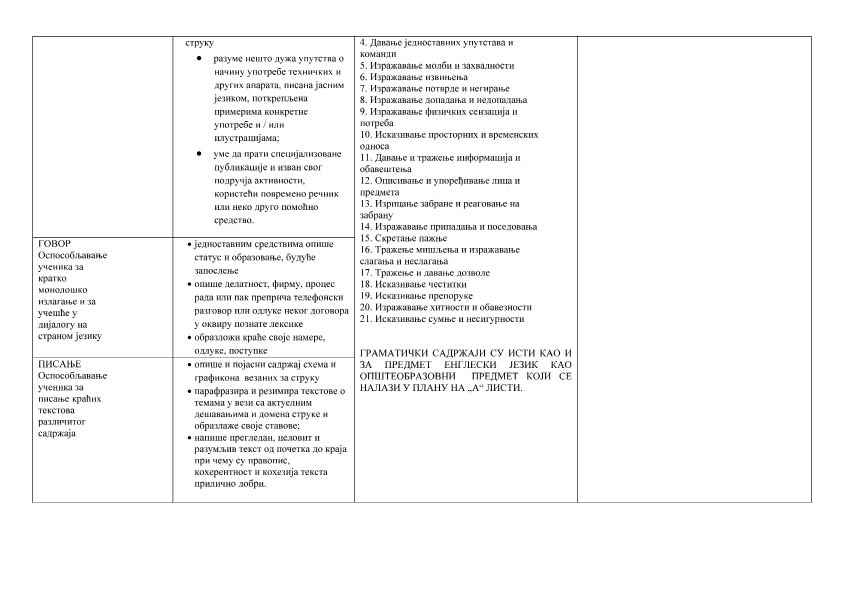 струку
● разуме нешто дужа упутства о
начину употребе техничких и
других апарата, писана јасним
језиком, поткрепљена
примерима конкретне
употребе и / или
илустрацијама;
● уме да прати специјализоване
публикације и изван свог
подручја активности,
користећи повремено речник
или неко друго помоћно
средство.
ГОВОР
Оспособљавање
ученика за
кратко
монолошко
излагање и за
учешће у
дијалогу на
страном језику
• једноставним средствима опише
статус и образовање, будуће
запослење
• опише делатност, фирму, процес
рада или пак преприча телефонски
разговор или одлуке неког договора
у оквиру познате лексике
• образложи краће своје намере,
одлуке, поступке
ПИСАЊЕ
Оспособљавање
ученика за
писање краћих
текстова
различитог
садржаја
• опише и појасни садржај схема и
графикона везаних за струку
• парафразира и резимира текстове о
темама у вези са актуелним
дешавањима и домена струке и
образлаже своје ставове;
• напише прегледан, целовит и
разумљив текст од почетка до краја
при чему су правопис,
кохерентност и кохезија текста
прилично добри.
4. Давање једноставних упутстава и
команди
5. Изражавање молби и захвалности
6. Изражавање извињења
7. Изражавање потврде и негирање
8. Изражавање допадања и недопадања
9. Изражавање физичких сензација и
потреба
10. Исказивање просторних и временских
односа
11. Давање и тражење информација и
обавештења
12. Описивање и упоређивање лица и
предмета
13. Изрицање забране и реаговање на
забрану
14. Изражавање припадања и поседовања
15. Скретање пажње
16. Тражење мишљења и изражавање
слагања и неслагања
17. Тражење и давање дозволе
18. Исказивање честитки
19. Исказивање препоруке
20. Изражавање хитности и обавезности
21. Исказивање сумње и несигурности
ГРАМАТИЧКИ САДРЖАЈИ СУ ИСТИ КАО И
ЗА ПРЕДМЕТ ЕНГЛЕСКИ ЈЕЗИК КАО
ОПШТЕОБРАЗОВНИ ПРЕДМЕТ КОЈИ СЕ
НАЛАЗИ У ПЛАНУ НА „А“ ЛИСТИ.